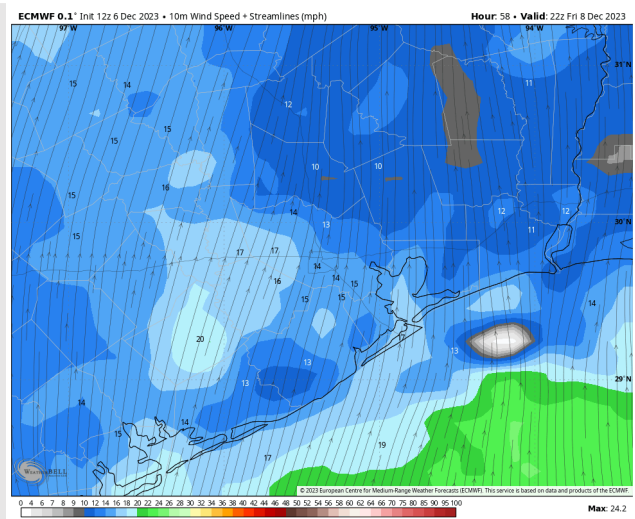 ECMWF 0.1° Init 12z 6 Dec 2023 • 10m Wind Speed + Streamlines (mph) Hour: 58 • Valid: 22z Fri 8 Dec 2023
97°W 96°W 95°W 94°W
31°N
15 14 11
12
15 15
10 10
16
15
14 12 12
30°N
13 11
15
17 17
14 14
16 15
15 15
14
20 17
13
13
29°N
13
14
14
15
19
17
WeatherBELL
© 2023 European Centre for Medium-Range Weather Forecasts (ECMWF). This service is based on data and products of the ECMWF.
4 6 7 8 9 10 12 14 16 18 20 22 24 26 28 30 32 34 36 38 40 42 44 46 48 50 52 54 56 58 60 62 64 66 68 70 75 80 85 90 95 100
Max: 24.2